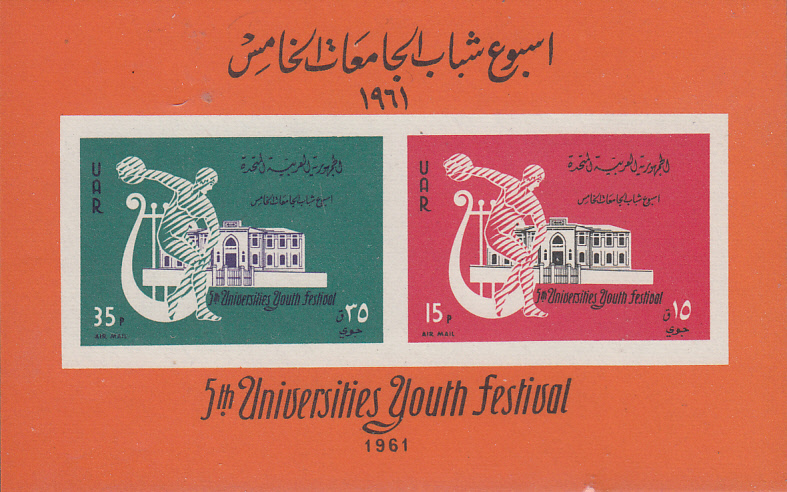 اسبوع شباب الجامعات الخامس
١٩٦١
UAR
الجمهورية العربية المتحدة
اسبوع شباب الجامعات الخامس
5th Universities Youth Festival
35 P
٣٥ ق
AIR MAIL
جوي
UAR
الجمهورية العربية المتحدة
اسبوع شباب الجامعات الخامس
5th Universities Youth Festival
15 P
١٥ ق
AIR MAIL
جوي
5th Universities Youth Festival
1961